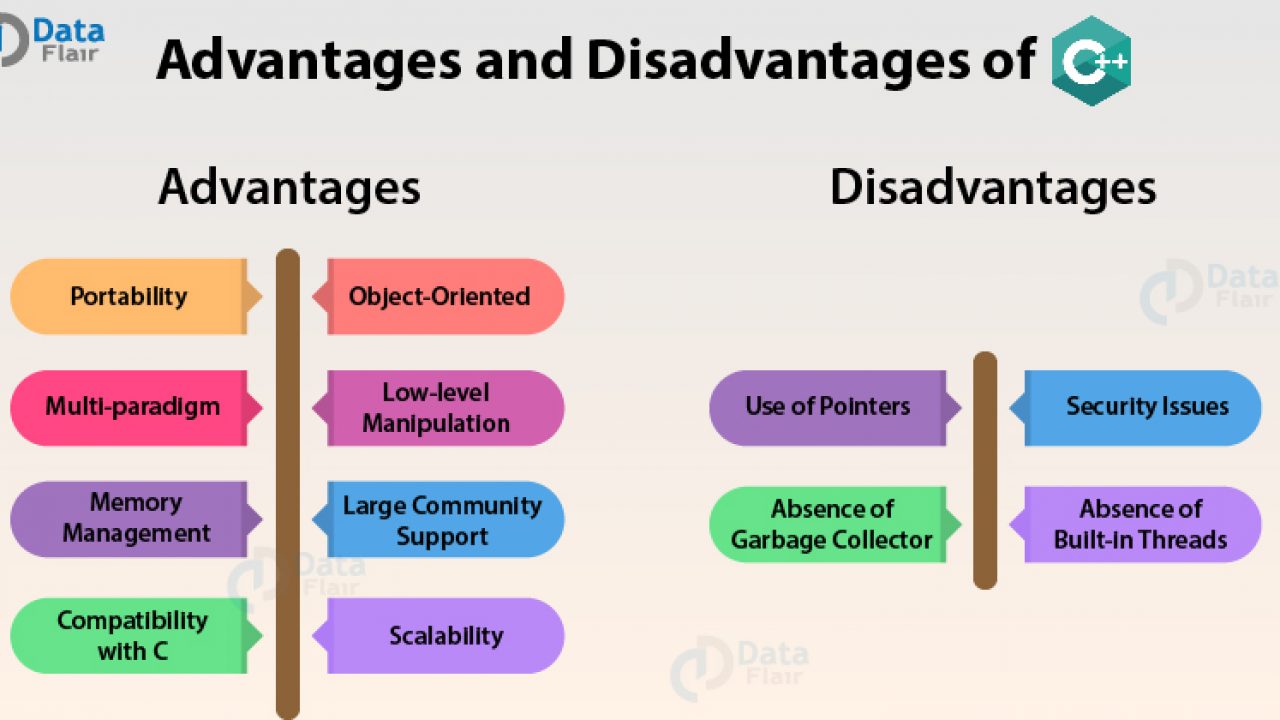 Data
Flair
Advantages and Disadvantages of C++
Advantages
Disadvantages
Portability
Object-Oriented
Multi-paradigm
Low-level
Manipulation
Memory
Management
Large Community
Support
Compatibility
with C
Scalability
Use of Pointers
Security Issues
Absence of
Garbage Collector
Absence of
Built-in Threads
Data
Flair
Data
Flair
Data
Flair